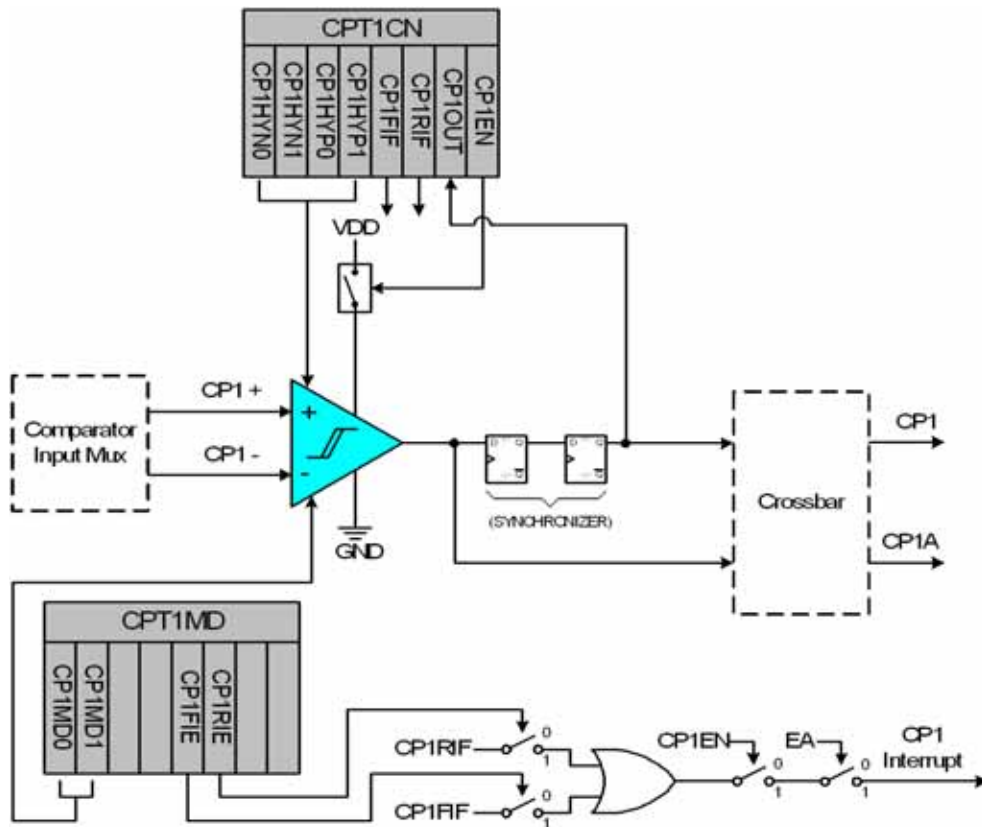 CPT1CN
CP1HYN0
CP1HYN1
CP1HYP0
CP1HYP1
CP1FIF
CP1RIF
CP1OUT
CP1EN
VDD
Comparator
Input Mux
CP1 +
CP1 -
+
-
GND
(SYNCHRONIZER)
Crossbar
CP1
CP1A
CPT1MD
CP1MD0
CP1MD1
CP1FIE
CP1RIE
CP1RIF
0
1
CP1FIF
0
1
CP1EN
0
1
EA
0
1
CP1
Interrupt